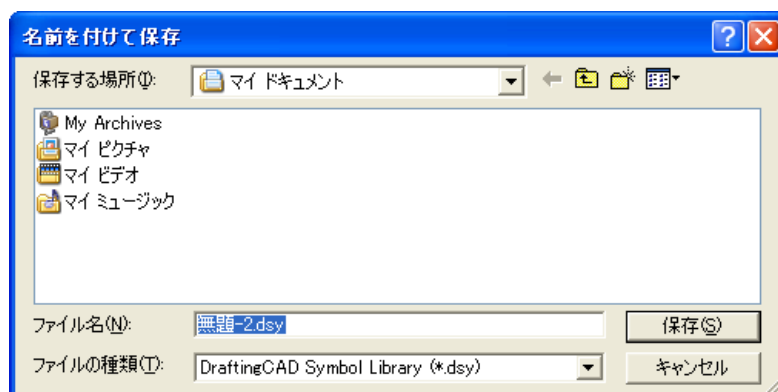 名前を付けて保存
保存する場所(I): マイ ドキュメント
My Archives
マイ ピクチャ
マイ ビデオ
マイ ミュージック
ファイル名(N): 無題-2.dsy 保存(S)
ファイルの種類(T): DraftingCAD Symbol Library (*.dsy) キャンセル